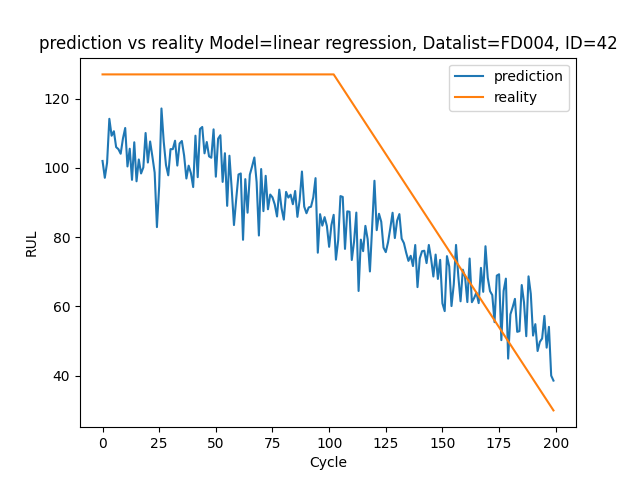 prediction vs reality Model=linear regression, Datalist=FD004, ID=42
prediction
reality
RUL
120
100
80
60
40
0 25 50 75 100 125 150 175 200
Cycle